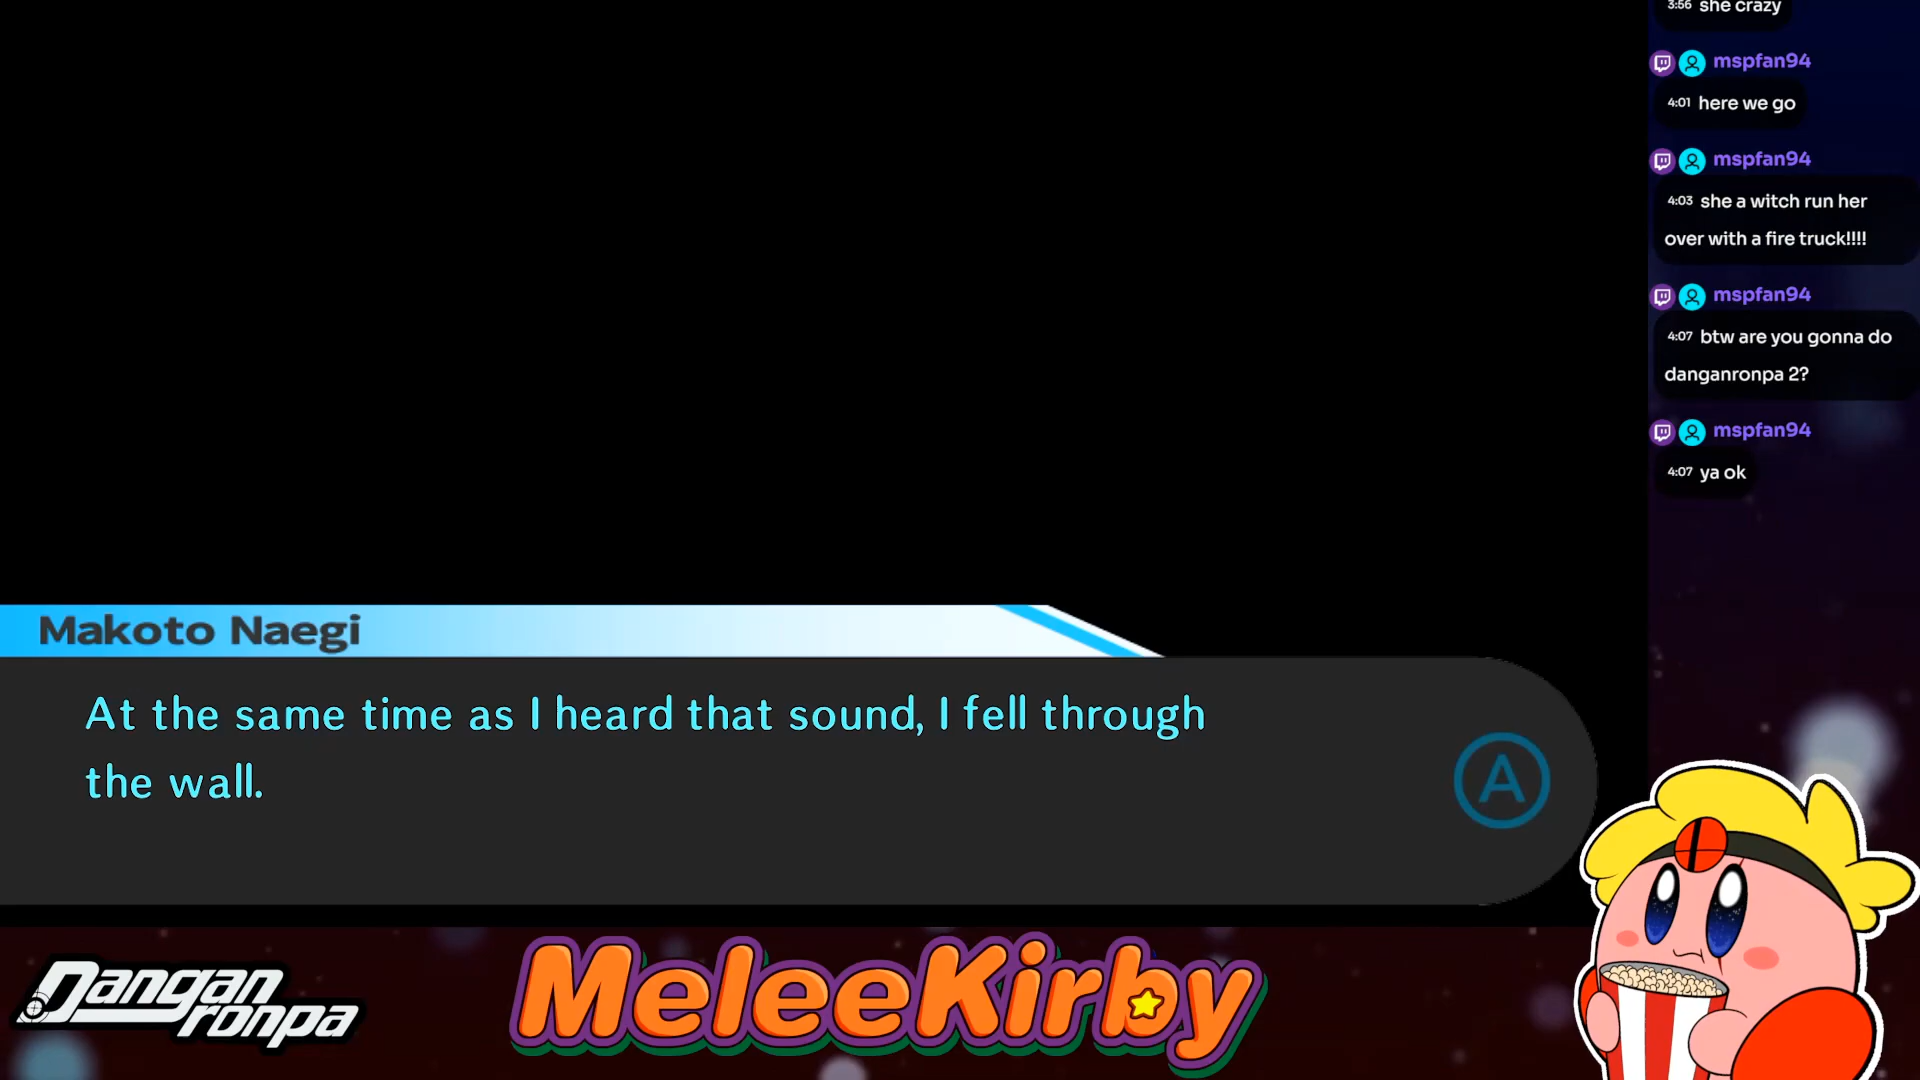 3:56 she crazy
mspfan94
4:01 here we go
mspfan94
4:03 she a witch run her
over with a fire truck!!!!
mspfan94
4:07 btw are you gonna do
danganronpa 2?
mspfan94
4:07 ya ok
Makoto Naegi
At the same time as I heard that sound, I fell through
the wall.
A
Dangan
ronpa
MeleeKirby